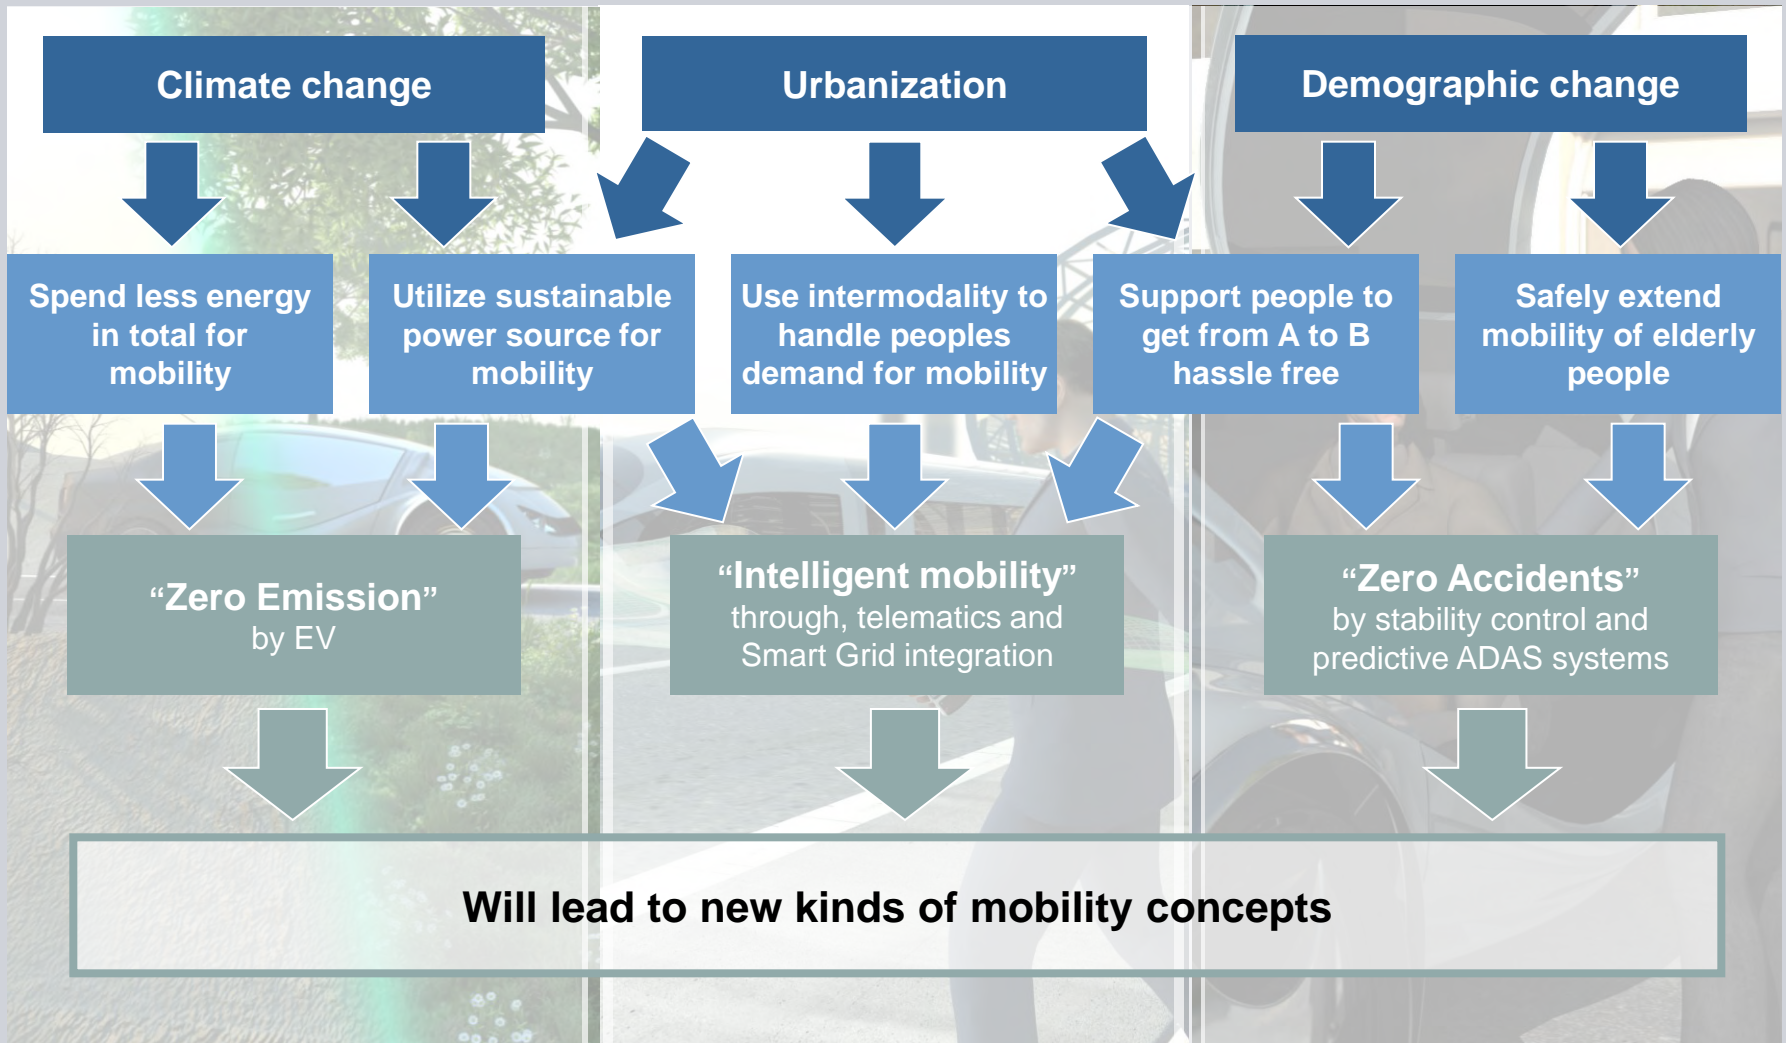 Climate change
Urbanization
Demographic change
Spend less energy
in total for
mobility
Utilize sustainable
power source for
mobility
Use intermodality to
handle peoples
demand for mobility
Support people to
get from A to B
hassle free
Safely extend
mobility of elderly
people
“Zero Emission”
by EV
“Intelligent mobility”
through, telematics and
Smart Grid integration
“Zero Accidents”
by stability control and
predictive ADAS systems
Will lead to new kinds of mobility concepts